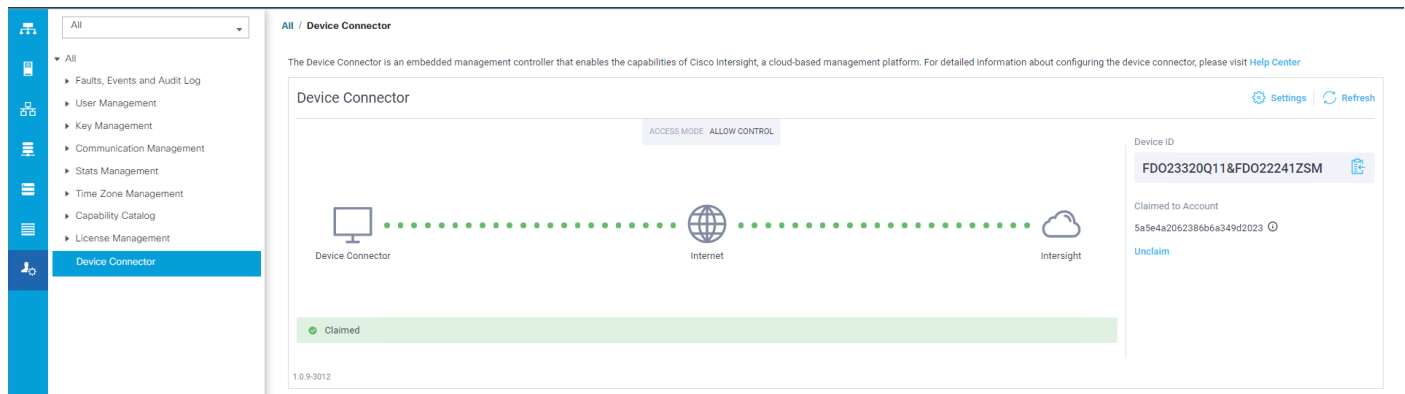 All
All / Device Connector
All
Faults, Events and Audit Log
User Management
Key Management
Communication Management
Stats Management
Time Zone Management
Capability Catalog
License Management
Device Connector
The Device Connector is an embedded management controller that enables the capabilities of Cisco Intersight, a cloud-based management platform. For detailed information about configuring the device connector, please visit Help Center
Device Connector
Settings
Refresh
ACCESS MODE ALLOW CONTROL
Device Connector
Internet
Intersight
Claimed
1.0.9-3012
Device ID
FDO23320Q11&FDO22241ZSM
Claimed to Account
5a5e4a2062386b6a349d2023
Unclaim